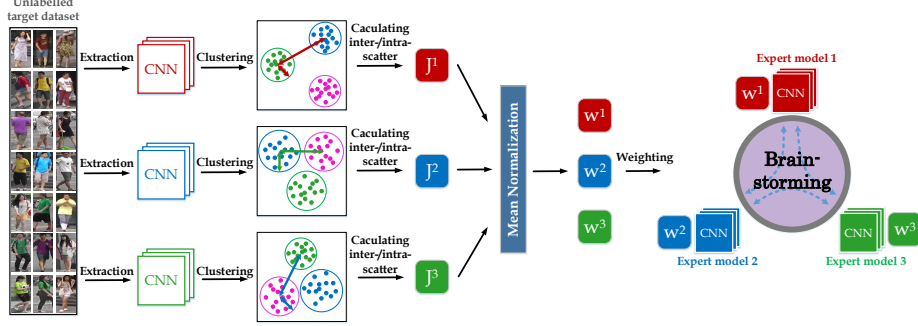 Unlabelled
target dataset
Extraction
CNN
Clustering
Caculating
inter-/intra-
scatter
J¹
Extraction
CNN
Clustering
Caculating
inter-/intra-
scatter
J²
Extraction
CNN
Clustering
Caculating
inter-/intra-
scatter
J³
Mean Normalization
w¹
w²
w³
Weighting
Expert model 1
w¹
CNN
Brain-
storming
w²
CNN
Expert model 2
CNN
w³
Expert model 3